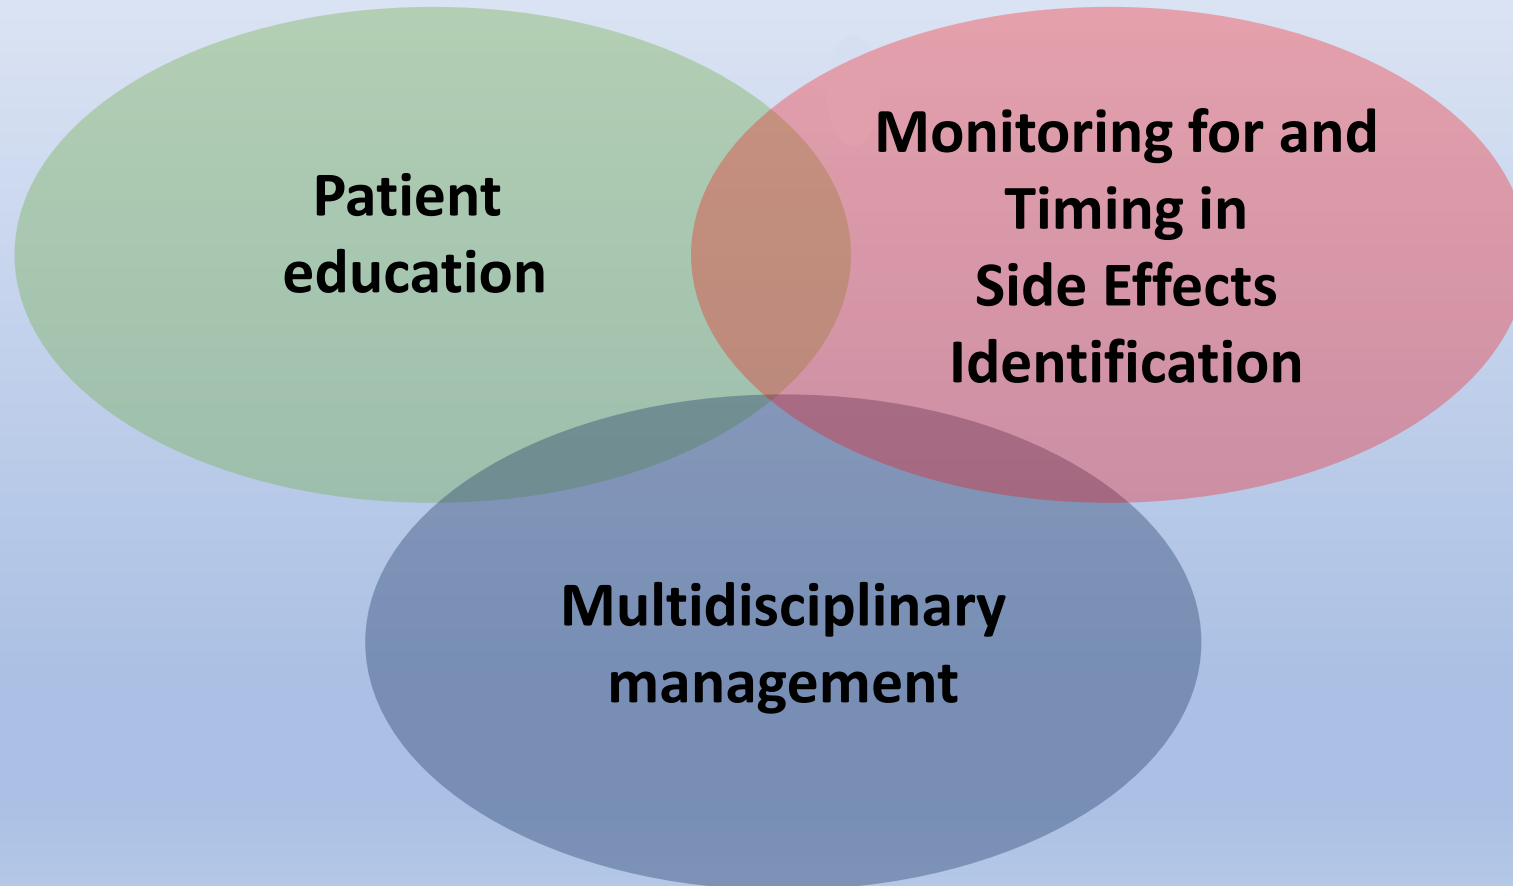 Patient
education
Monitoring for and
Timing in
Side Effects
Identification
Multidisciplinary
management